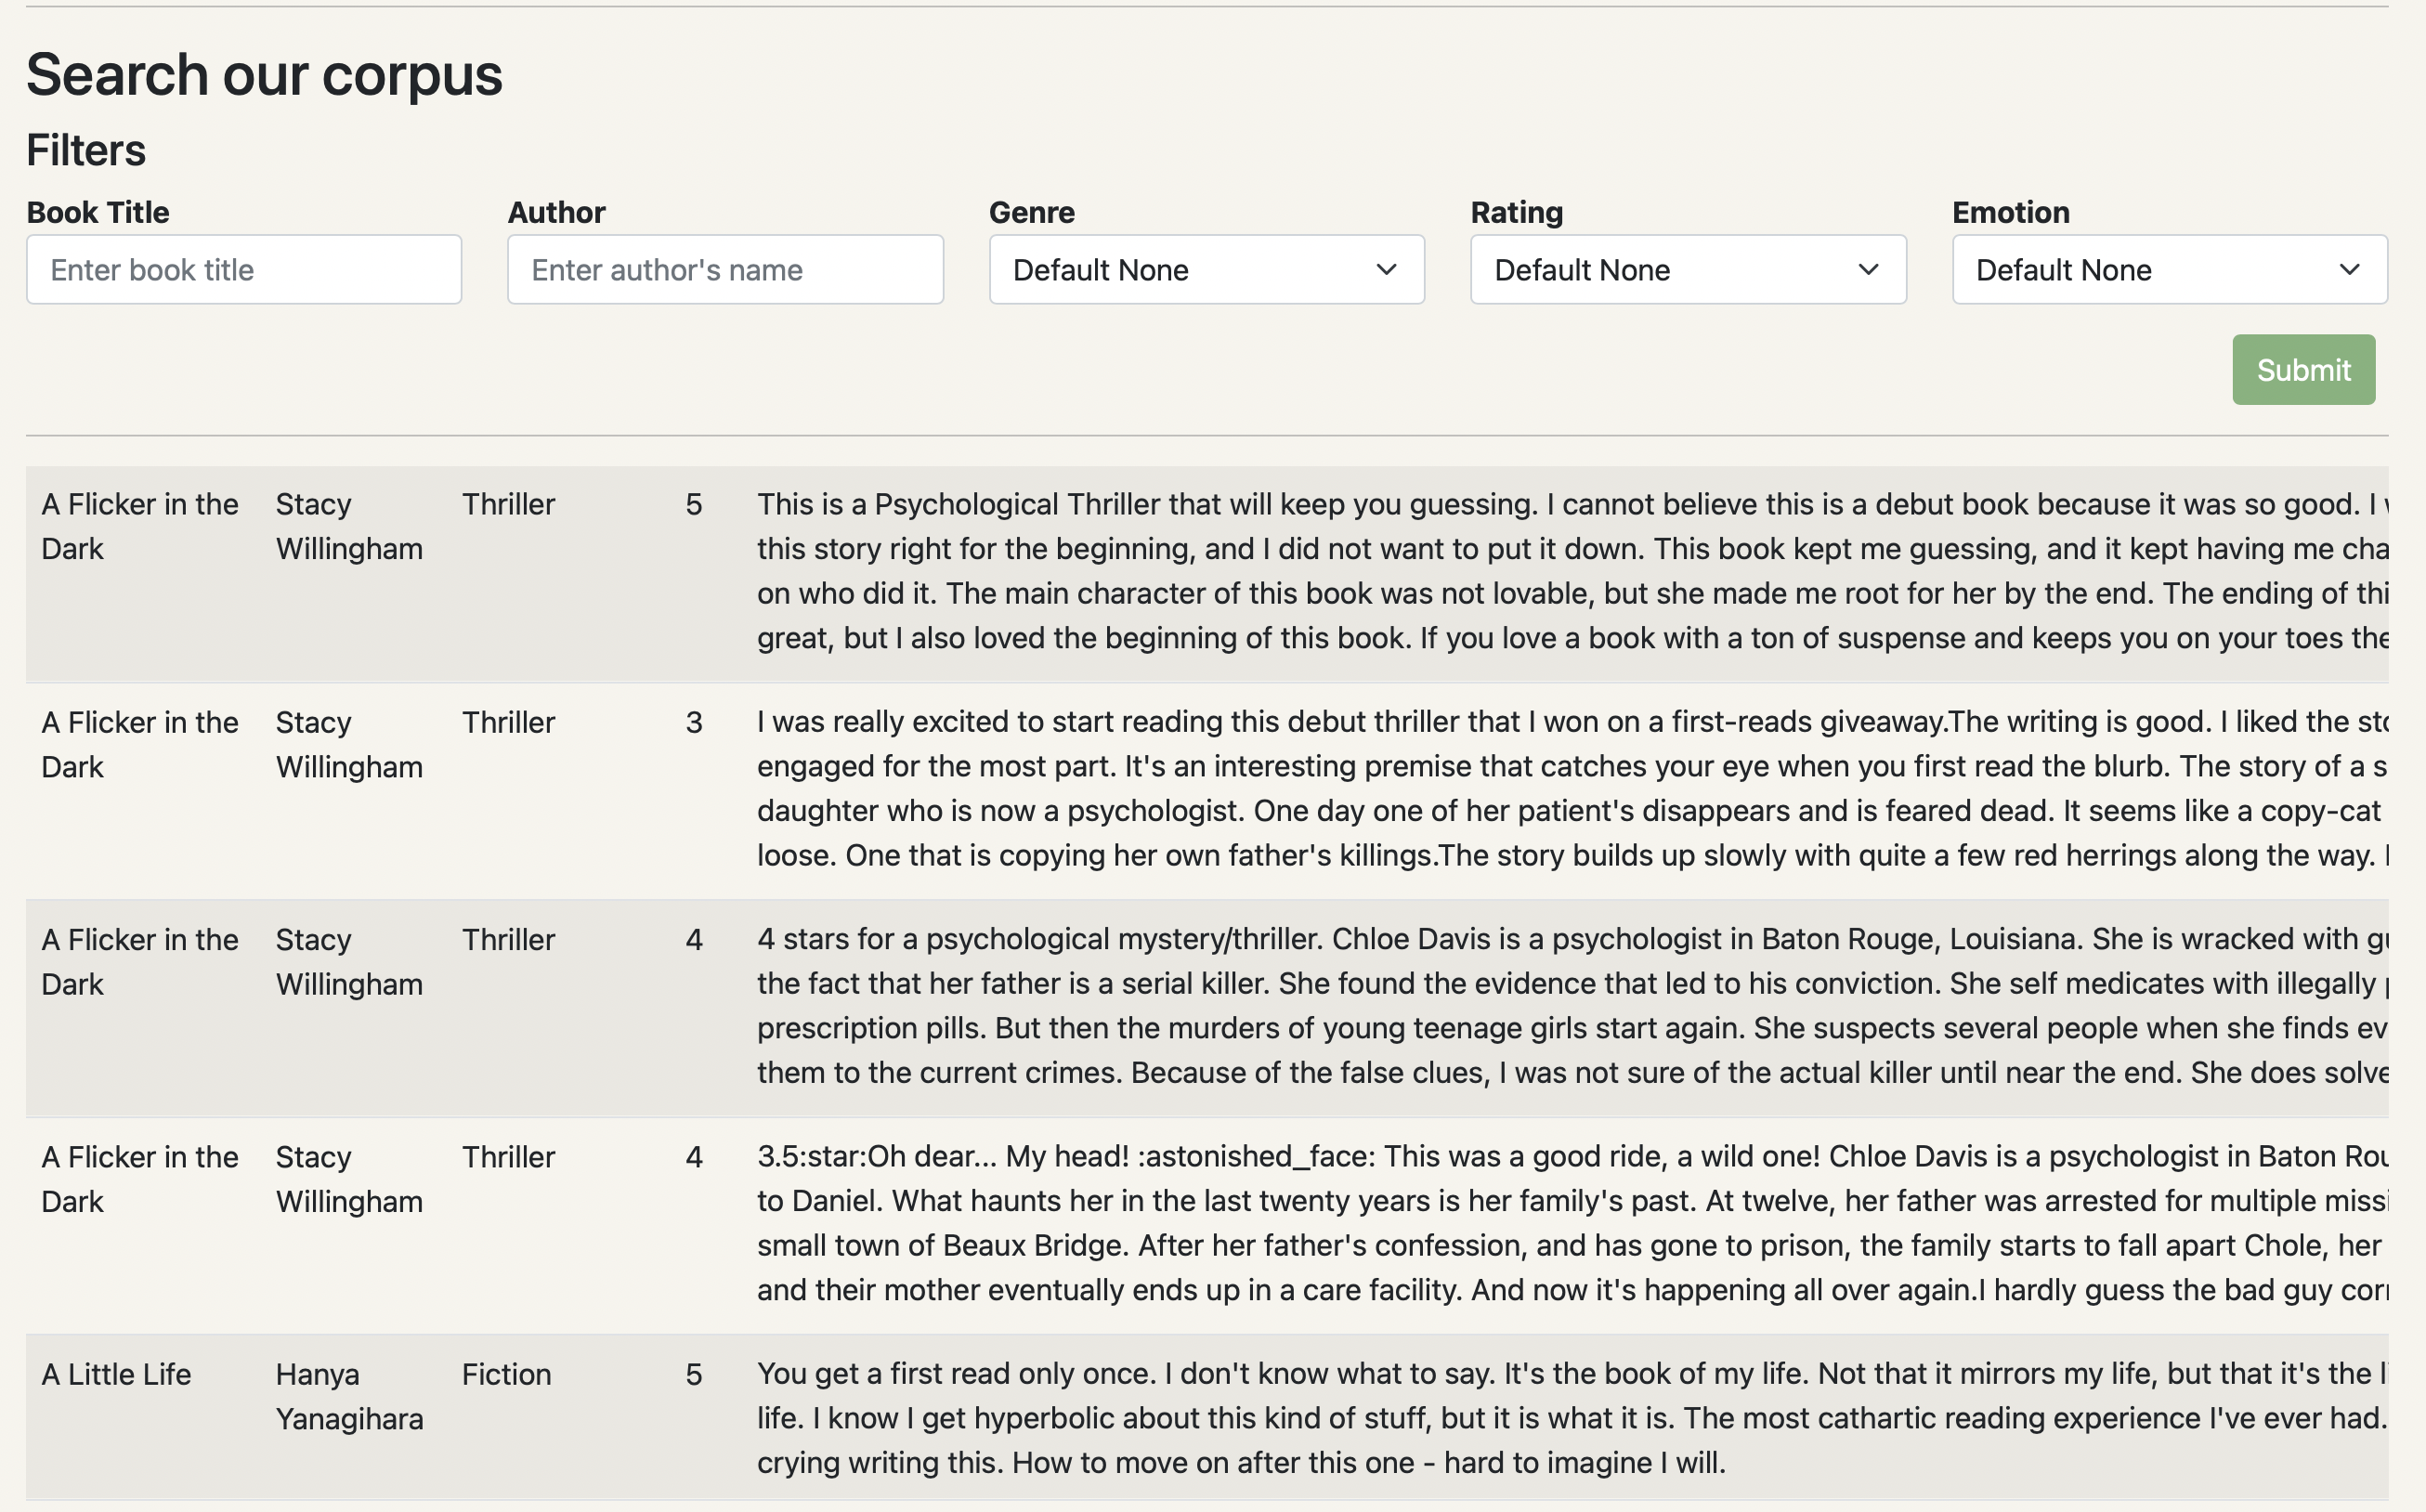 Search our corpus
Filters
Book Title Author Genre Rating Emotion
Enter book title Enter author's name Default None Default None Default None
Submit
A Flicker in the Stacy Thriller 5 This is a Psychological Thriller that will keep you guessing. I cannot believe this is a debut book because it was so good. I
Dark Willingham this story right for the beginning, and I did not want to put it down. This book kept me guessing, and it kept having me cha
on who did it. The main character of this book was not lovable, but she made me root for her by the end. The ending of thi
great, but I also loved the beginning of this book. If you love a book with a ton of suspense and keeps you on your toes the
A Flicker in the Stacy Thriller 3 I was really excited to start reading this debut thriller that I won on a first-reads giveaway.The writing is good. I liked the sto
Dark Willingham engaged for the most part. It's an interesting premise that catches your eye when you first read the blurb. The story of a s
daughter who is now a psychologist. One day one of her patient's disappears and is feared dead. It seems like a copy-cat
loose. One that is copying her own father's killings.The story builds up slowly with quite a few red herrings along the way.
A Flicker in the Stacy Thriller 4 4 stars for a psychological mystery/thriller. Chloe Davis is a psychologist in Baton Rouge, Louisiana. She is wracked with gu
Dark Willingham the fact that her father is a serial killer. She found the evidence that led to his conviction. She self medicates with illegally
prescription pills. But then the murders of young teenage girls start again. She suspects several people when she finds ev
them to the current crimes. Because of the false clues, I was not sure of the actual killer until near the end. She does solve
A Flicker in the Stacy Thriller 4 3.5:star:Oh dear... My head! :astonished_face: This was a good ride, a wild one! Chloe Davis is a psychologist in Baton Rou
Dark Willingham to Daniel. What haunts her in the last twenty years is her family's past. At twelve, her father was arrested for multiple missi
small town of Beaux Bridge. After her father's confession, and has gone to prison, the family starts to fall apart Chole, her
and their mother eventually ends up in a care facility. And now it's happening all over again.I hardly guess the bad guy corr
A Little Life Hanya Fiction 5 You get a first read only once. I don't know what to say. It's the book of my life. Not that it mirrors my life, but that it's the li
Yanagihara life. I know I get hyperbolic about this kind of stuff, but it is what it is. The most cathartic reading experience I've ever had.
crying writing this. How to move on after this one - hard to imagine I will.